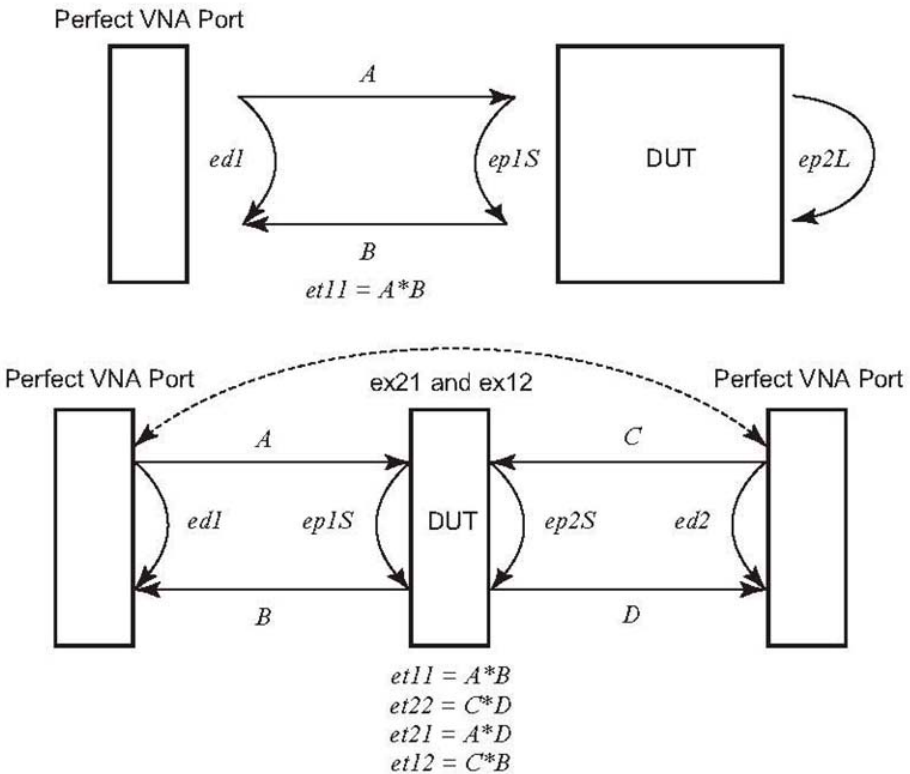 Perfect VNA Port
A
ed1
ep1S
DUT
ep2L
B
et11 = A*B
Perfect VNA Port
ex21 and ex12
Perfect VNA Port
A
C
ed1
ep1S
DUT
ep2S
ed2
B
D
et11 = A*B
et22 = C*D
et21 = A*D
et12 = C*B